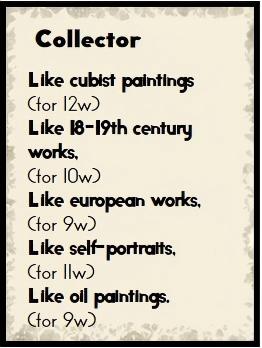 Collector
Like cubist paintings
(for 12w)
Like 18-19th century
works,
(for 10w)
Like european works,
(for 9w)
Like self-portraits,
(for 11w)
Like oil paintings,
(for 9w)